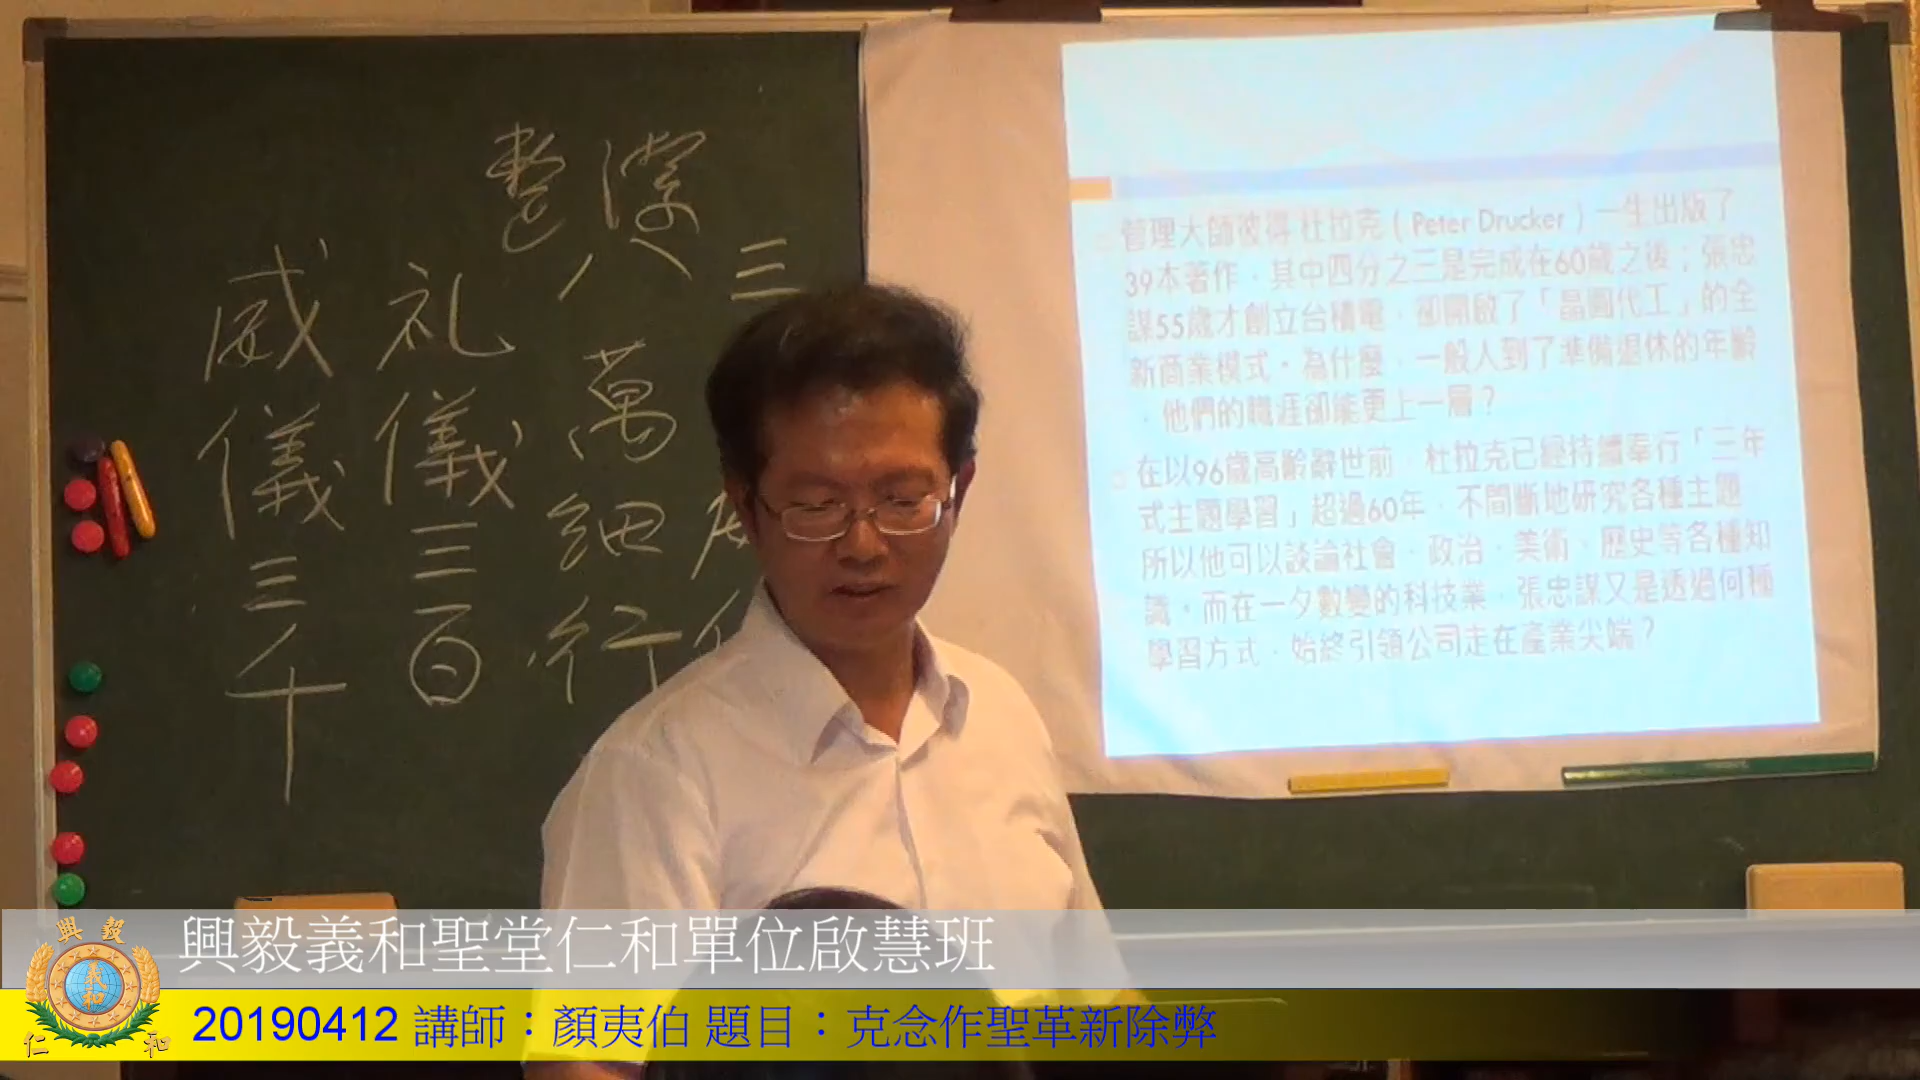 整潔
三
八萬細行
礼儀三百
威儀三千
管理大師彼得 杜拉克（Peter Drucker）一生出版了
39本著作，其中四分之三是完成在60歲之後；張忠
謀55歲才創立台積電，卻開啟了「晶圓代工」的全
新商業模式。為什麼，一般人到了準備退休的年齡
，他們的職涯卻能更上一層？
在以96歲高齡辭世前，杜拉克已經持續奉行「三年
式主題學習」超過60年，不間斷地研究各種主題
所以他可以談論社會、政治、美術、歷史等各種知
識。而在一夕數變的科技業，張忠謀又是透過何種
學習方式，始終引領公司走在產業尖端？
興毅義和聖堂仁和單位啟慧班
20190412 講師：顏夷伯 題目：克念作聖革新除弊
興毅
義和
仁和